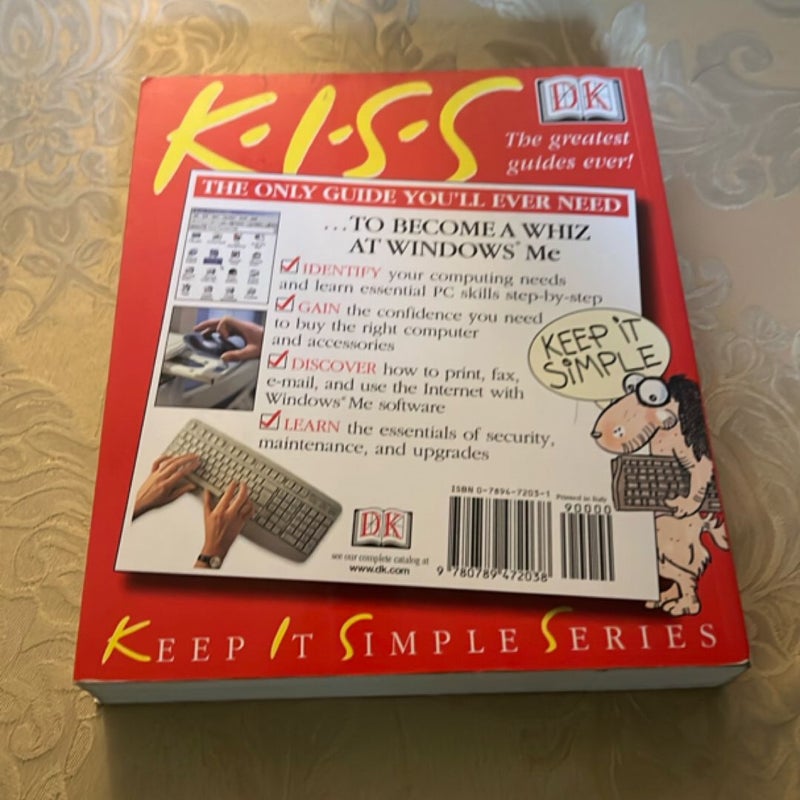 K·I·S·S
DK
The greatest
guides ever!
THE ONLY GUIDE YOU'LL EVER NEED
...TO BECOME A WHIZ
AT WINDOWS® Me
IDENTIFY your computing needs
and learn essential PC skills step-by-step
GAIN the confidence you need
to buy the right computer
and accessories
DISCOVER how to print, fax,
e-mail, and use the Internet with
Windows® Me software
LEARN the essentials of security,
maintenance, and upgrades
KEEP IT
SIMPLE
ISBN 0-7894-7203-1
Printed in Italy
90000
DK
see our complete catalog at
www.dk.com
9 780789 472038
KEEP IT SIMPLE SERIES